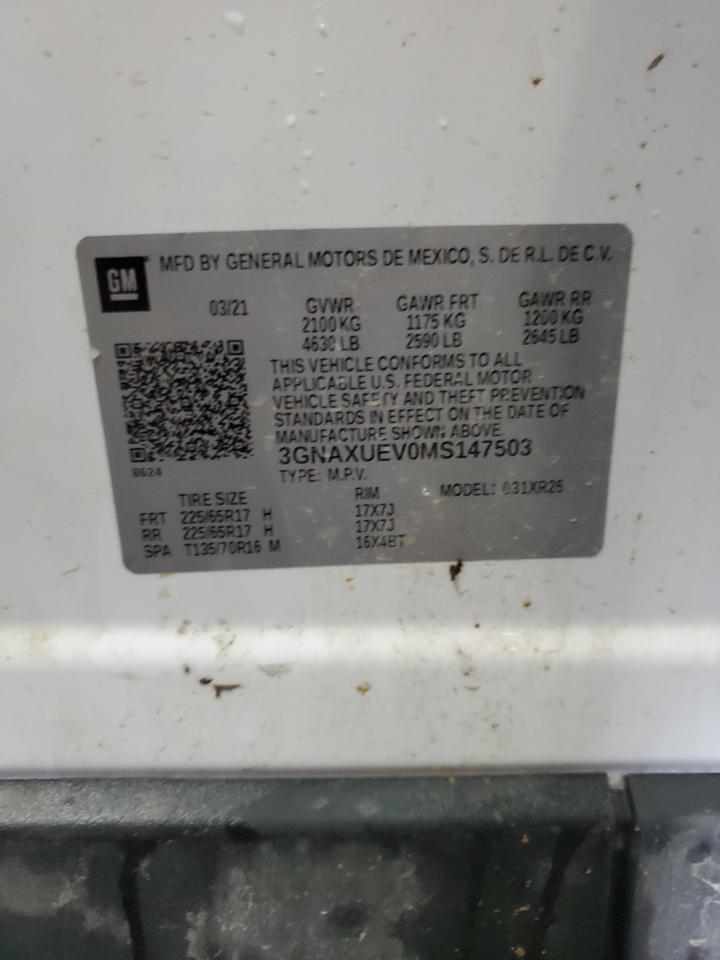 GM MFD BY GENERAL MOTORS DE MEXICO, S. DE R.L. DE C.V.
03/21 GVWR GAWR FRT GAWR RR
2100 KG 1175 KG 1200 KG
4630 LB 2590 LB 2645 LB
THIS VEHICLE CONFORMS TO ALL
APPLICABLE U.S. FEDERAL MOTOR
VEHICLE SAFETY AND THEFT PREVENTION
STANDARDS IN EFFECT ON THE DATE OF
MANUFACTURE SHOWN ABOVE.
3GNAXUEV0MS147503
8624
TYPE: M.P.V. MODEL:
TIRE SIZE RIM
FRT 225/65R17 H 17X7J
RR 225/65R17 H 17X7J
SPA T135/70R16 M 16X4BT